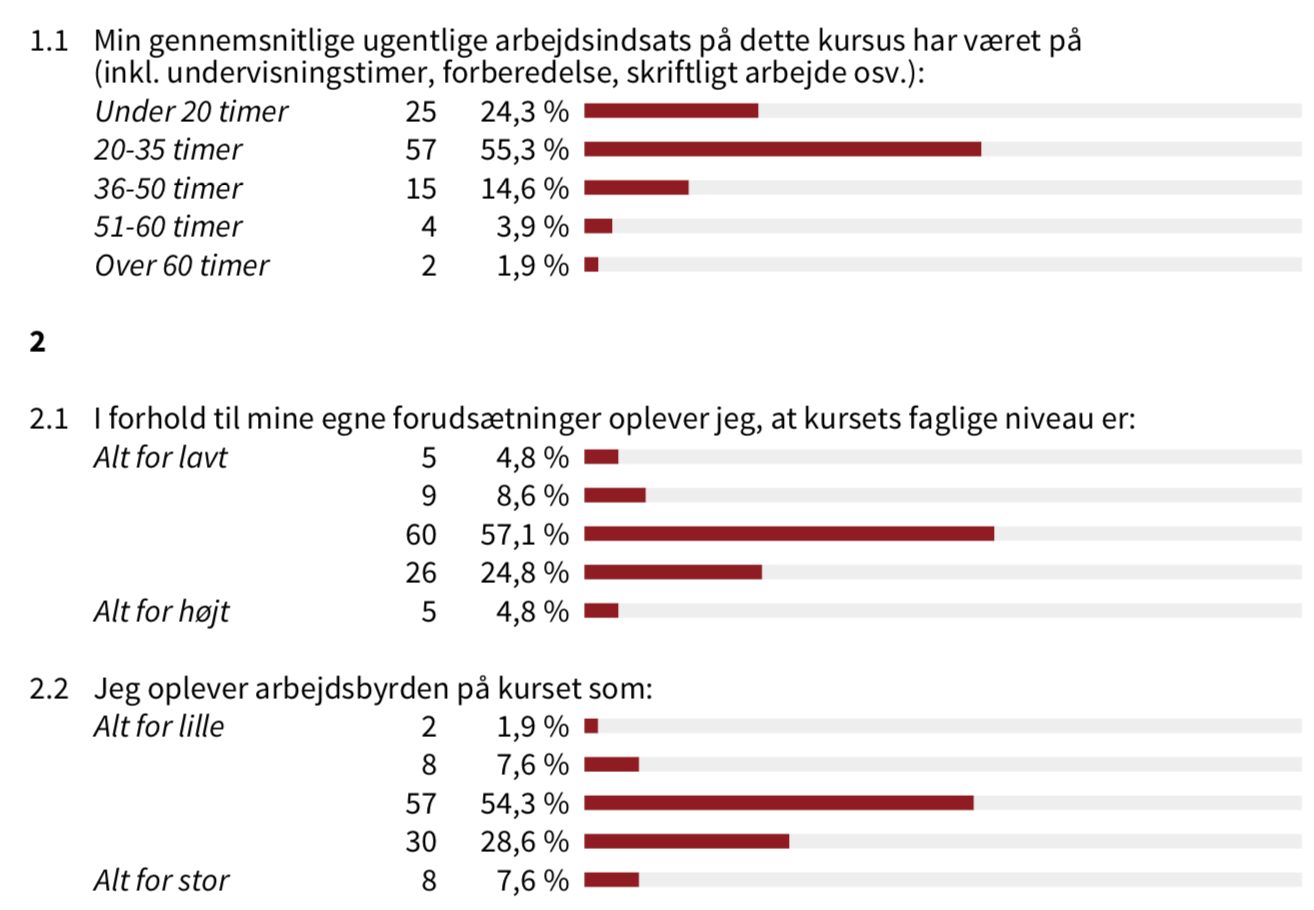 1.1 Min gennemsnitlige ugentlige arbejdsindsats på dette kursus har været på
(inkl. undervisningstimer, forberedelse, skriftligt arbejde osv.):
Under 20 timer 25 24,3 %
20-35 timer 57 55,3 %
36-50 timer 15 14,6 %
51-60 timer 4 3,9 %
Over 60 timer 2 1,9 %
2
2.1 I forhold til mine egne forudsætninger oplever jeg, at kursets faglige niveau er:
Alt for lavt 5 4,8 %
9 8,6 %
60 57,1 %
26 24,8 %
Alt for højt 5 4,8 %
2.2 Jeg oplever arbejdsbyrden på kurset som:
Alt for lille 2 1,9 %
8 7,6 %
57 54,3 %
30 28,6 %
Alt for stor 8 7,6 %